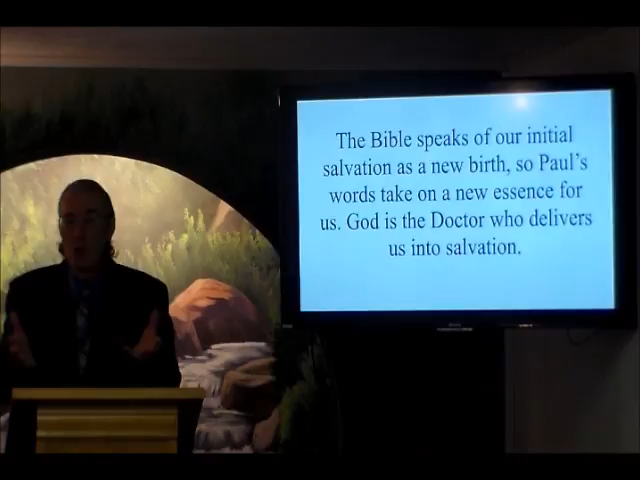 The Bible speaks of our initial
salvation as a new birth, so Paul's
words take on a new essence for
us. God is the Doctor who delivers
us into salvation.